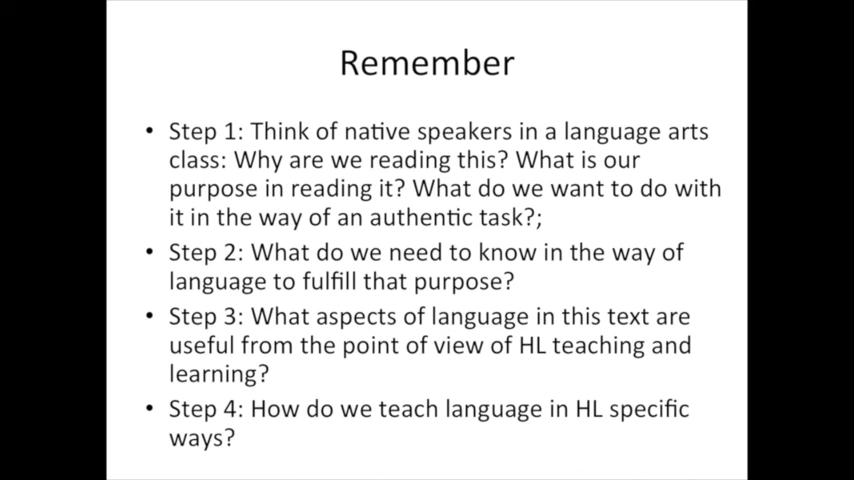 Remember
• Step 1: Think of native speakers in a language arts
class: Why are we reading this? What is our
purpose in reading it? What do we want to do with
it in the way of an authentic task?;
• Step 2: What do we need to know in the way of
language to fulfill that purpose?
• Step 3: What aspects of language in this text are
useful from the point of view of HL teaching and
learning?
• Step 4: How do we teach language in HL specific
ways?